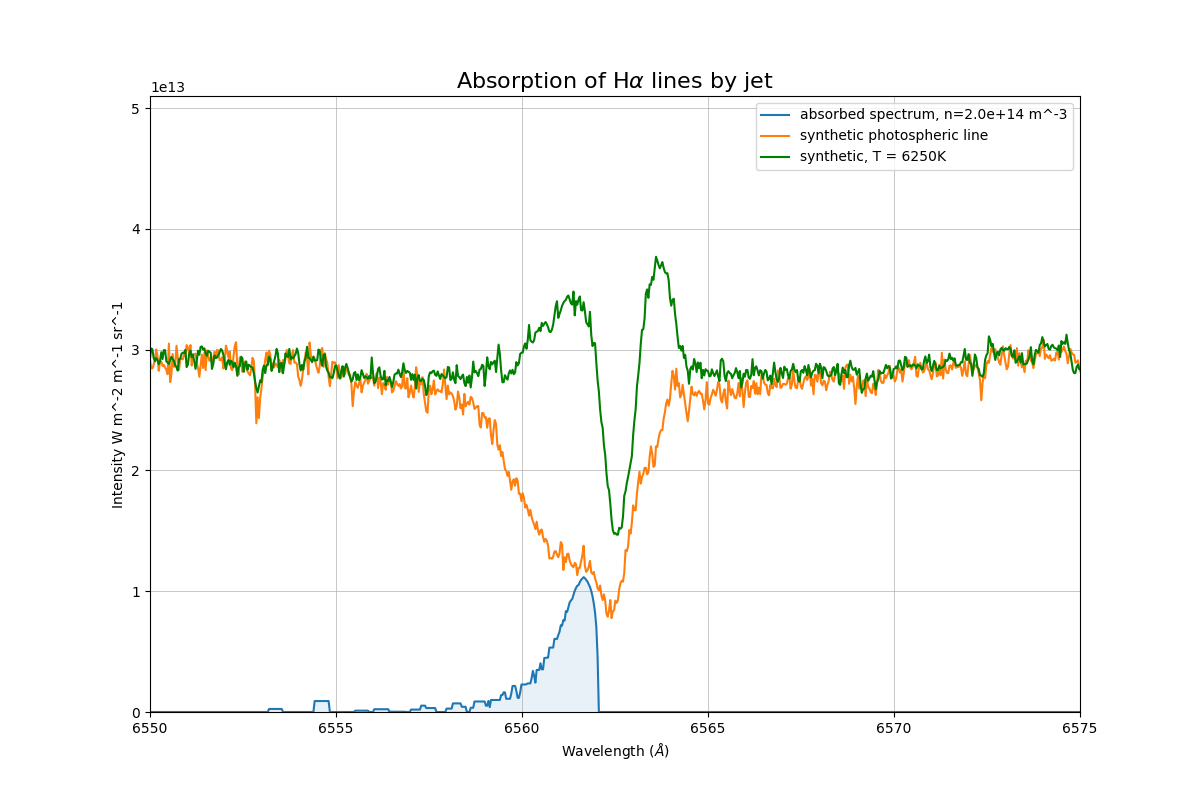 Absorption of Hα lines by jet
1e13
absorbed spectrum, n=2.0e+14 m^-3
synthetic photospheric line
synthetic, T = 6250K
5
4
3
2
1
0
Intensity W m^-2 m^-1 sr^-1
6550 6555 6560 6565 6570 6575
Wavelength (Å)